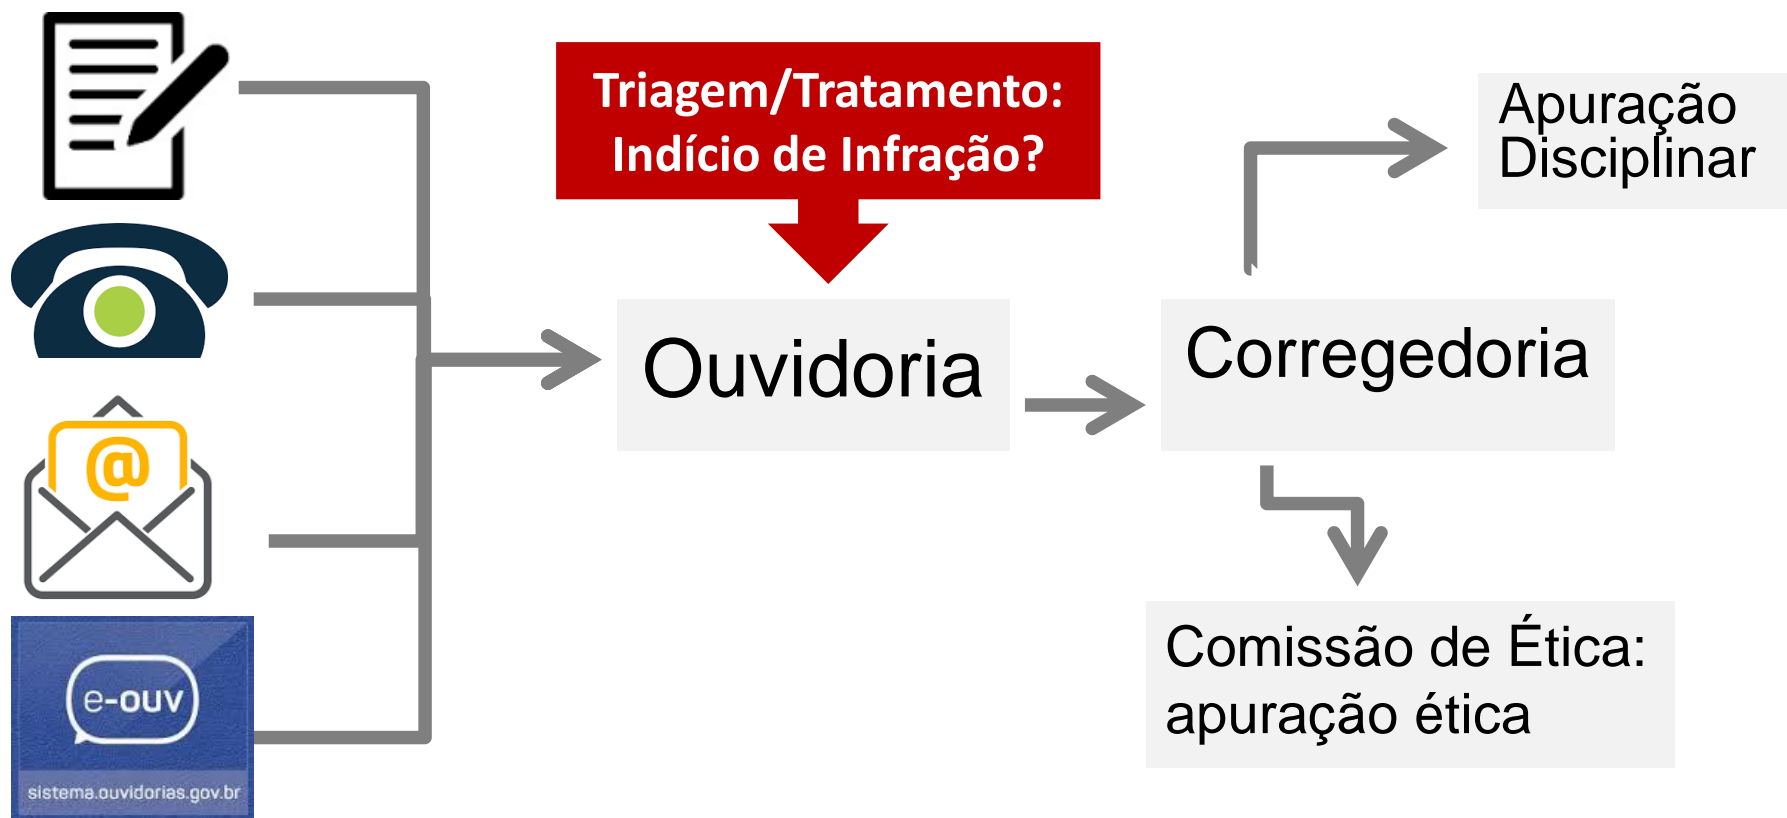 Triagem/Tratamento:
Indício de Infração?
Apuração
Disciplinar
Ouvidoria
Corregedoria
@
e-ouv
sistema.ouvidorias.gov.br
Comissão de Ética:
apuração ética